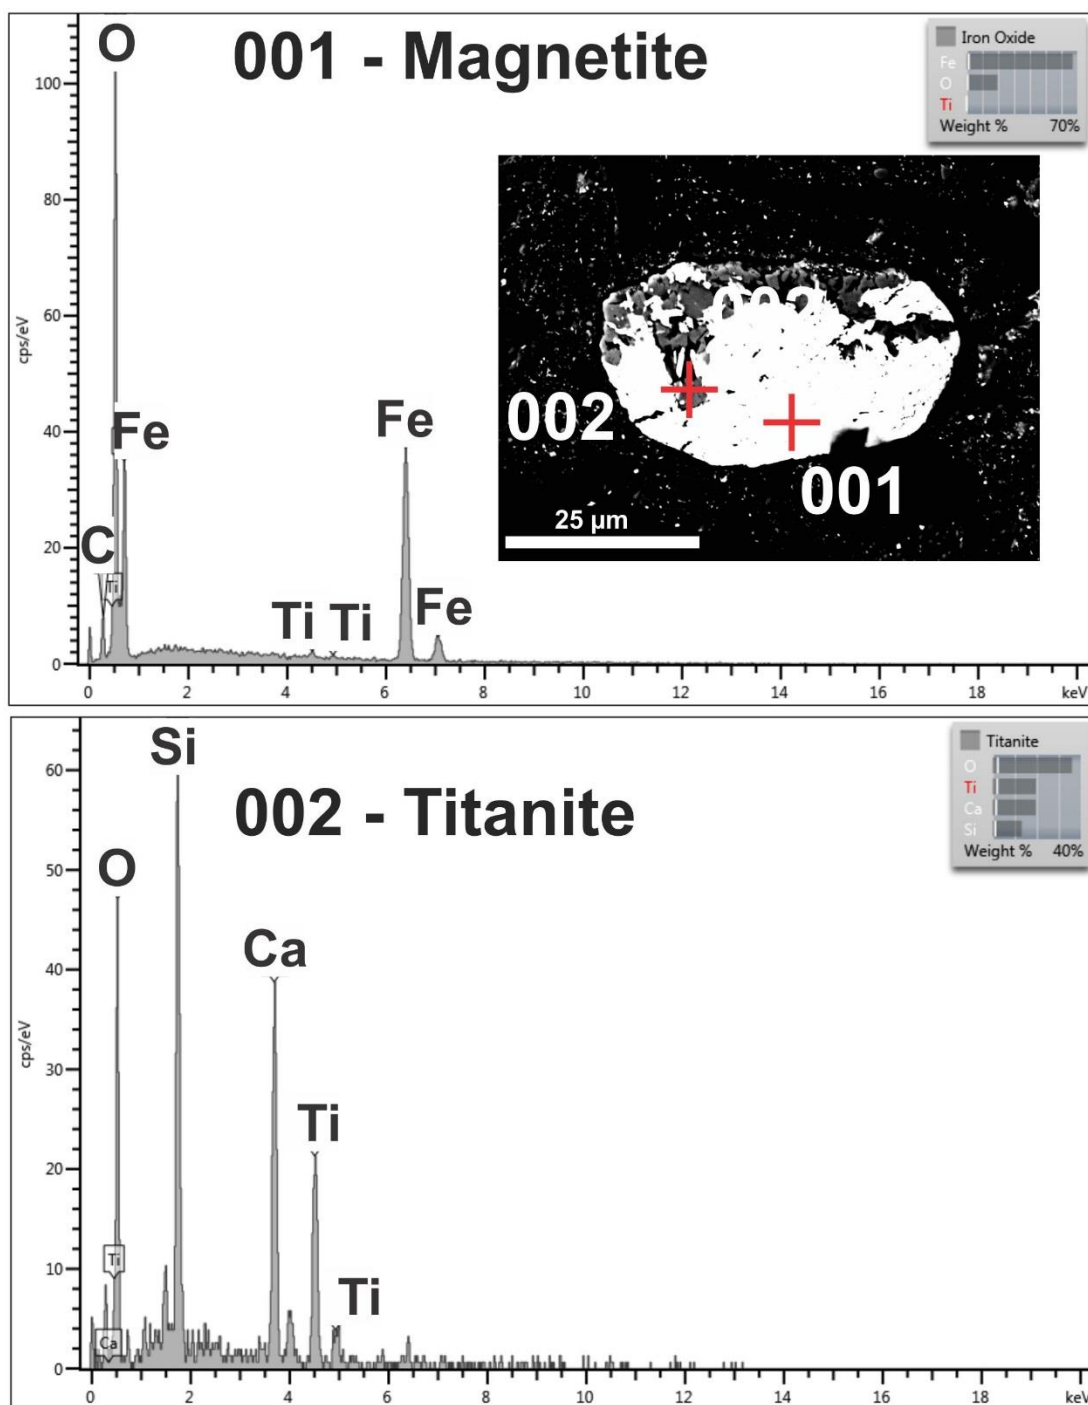 001 - Magnetite
Iron Oxide
Fe
O
Ti
Weight % 70%
O
Fe
C
Ti
Ti
Ti
Fe
Fe
100
80
60
40
20
0
cps/eV
0 2 4 6 8 10 12 14 16 18 keV
002
001
25 µm
002 - Titanite
Titanite
O
Ti
Ca
Si
Weight % 40%
Si
O
Ca
Ti
Ti
Ti
Ca
60
50
40
30
20
10
0
cps/eV
0 2 4 6 8 10 12 14 16 18 keV